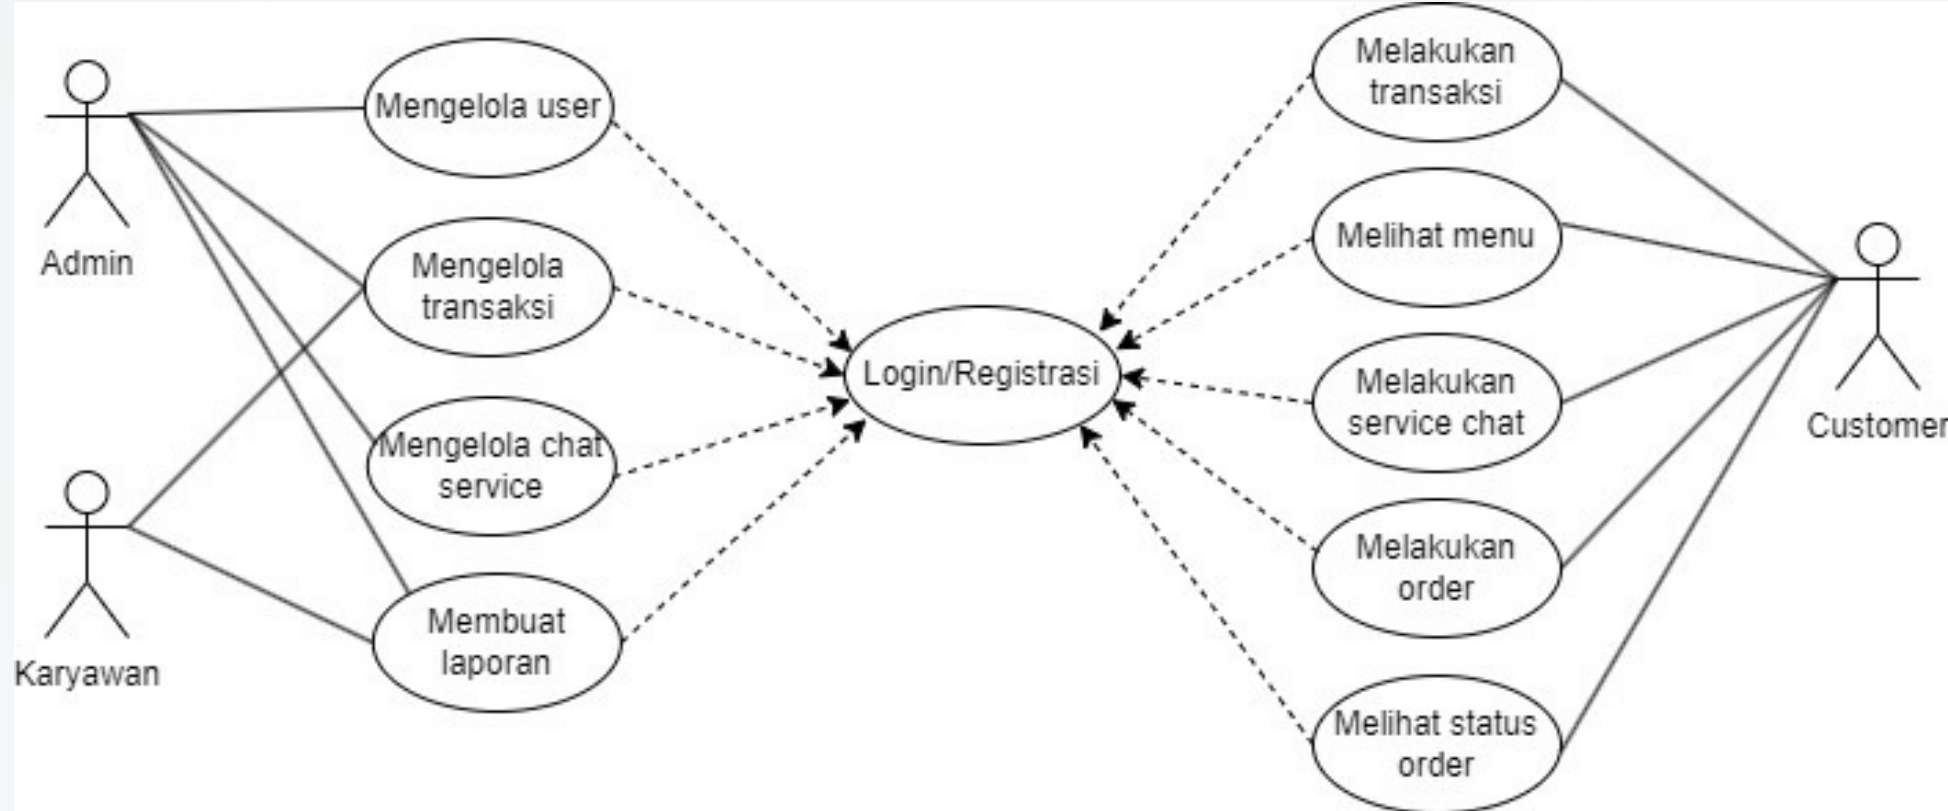 Mengelola user
Admin
Mengelola
transaksi
Mengelola chat
service
Membuat
laporan
Karyawan
Login/Registrasi
Melakukan
transaksi
Melihat menu
Melakukan
service chat
Melakukan
order
Melihat status
order
Customer